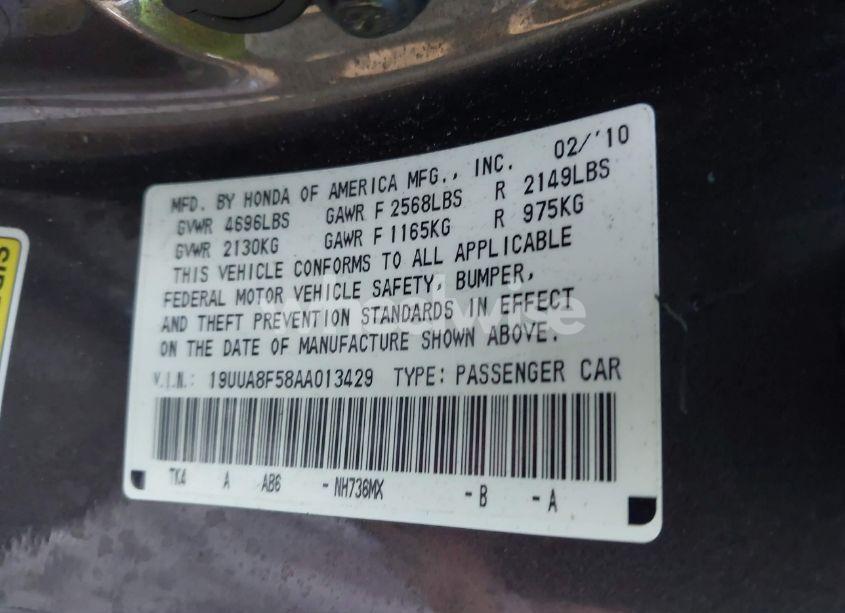 MFD. BY HONDA OF AMERICA MFG., INC. 02/'10
GVWR 4696LBS GAWR F 2568LBS R 2149LBS
GVWR 2130KG GAWR F 1165KG R 975KG
THIS VEHICLE CONFORMS TO ALL APPLICABLE
FEDERAL MOTOR VEHICLE SAFETY, BUMPER,
AND THEFT PREVENTION STANDARDS IN EFFECT
ON THE DATE OF MANUFACTURE SHOWN ABOVE.
V.I.N.: 19UUA8F58AA013429 TYPE: PASSENGER CAR
TK4 A AB6 - NH736MX - B - A
wheelwise